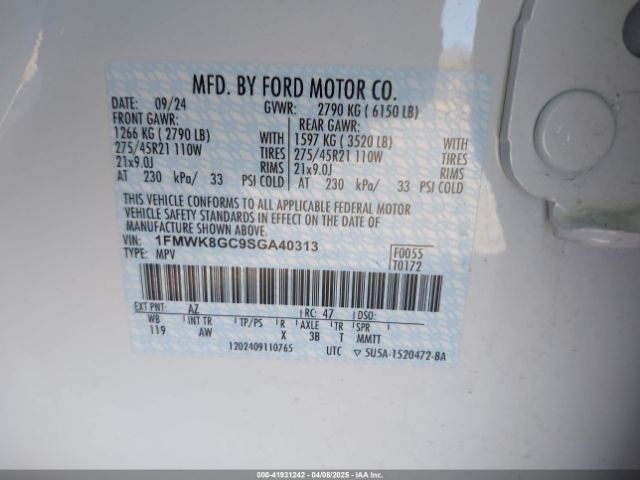 MFD. BY FORD MOTOR CO.
DATE: 09/24 GVWR: 2790 KG ( 6150 LB)
FRONT GAWR: REAR GAWR:
1266 KG ( 2790 LB) WITH 1597 KG ( 3520 LB) WITH
275/45R21 110W TIRES 275/45R21 110W TIRES
21x9.0J RIMS 21x9.0J RIMS
AT 230 kPa/ 33 PSI COLD AT 230 kPa/ 33 PSI COLD
THIS VEHICLE CONFORMS TO ALL APPLICABLE FEDERAL MOTOR
VEHICLE SAFETY STANDARDS IN EFFECT ON THE DATE OF
MANUFACTURE SHOWN ABOVE.
VIN: 1FMWK8GC9SGA40313
TYPE: MPV
F0055
T0172
EXT PNT: AZ RC: 47 DSO:
WB INT TR TP/PS R AXLE TR SPR
119 AW X 3B T MMTT
1202409110765 UTC 5U5A-1520472-BA
000-41931242 - 04/08/2025 - IAAI Inc.